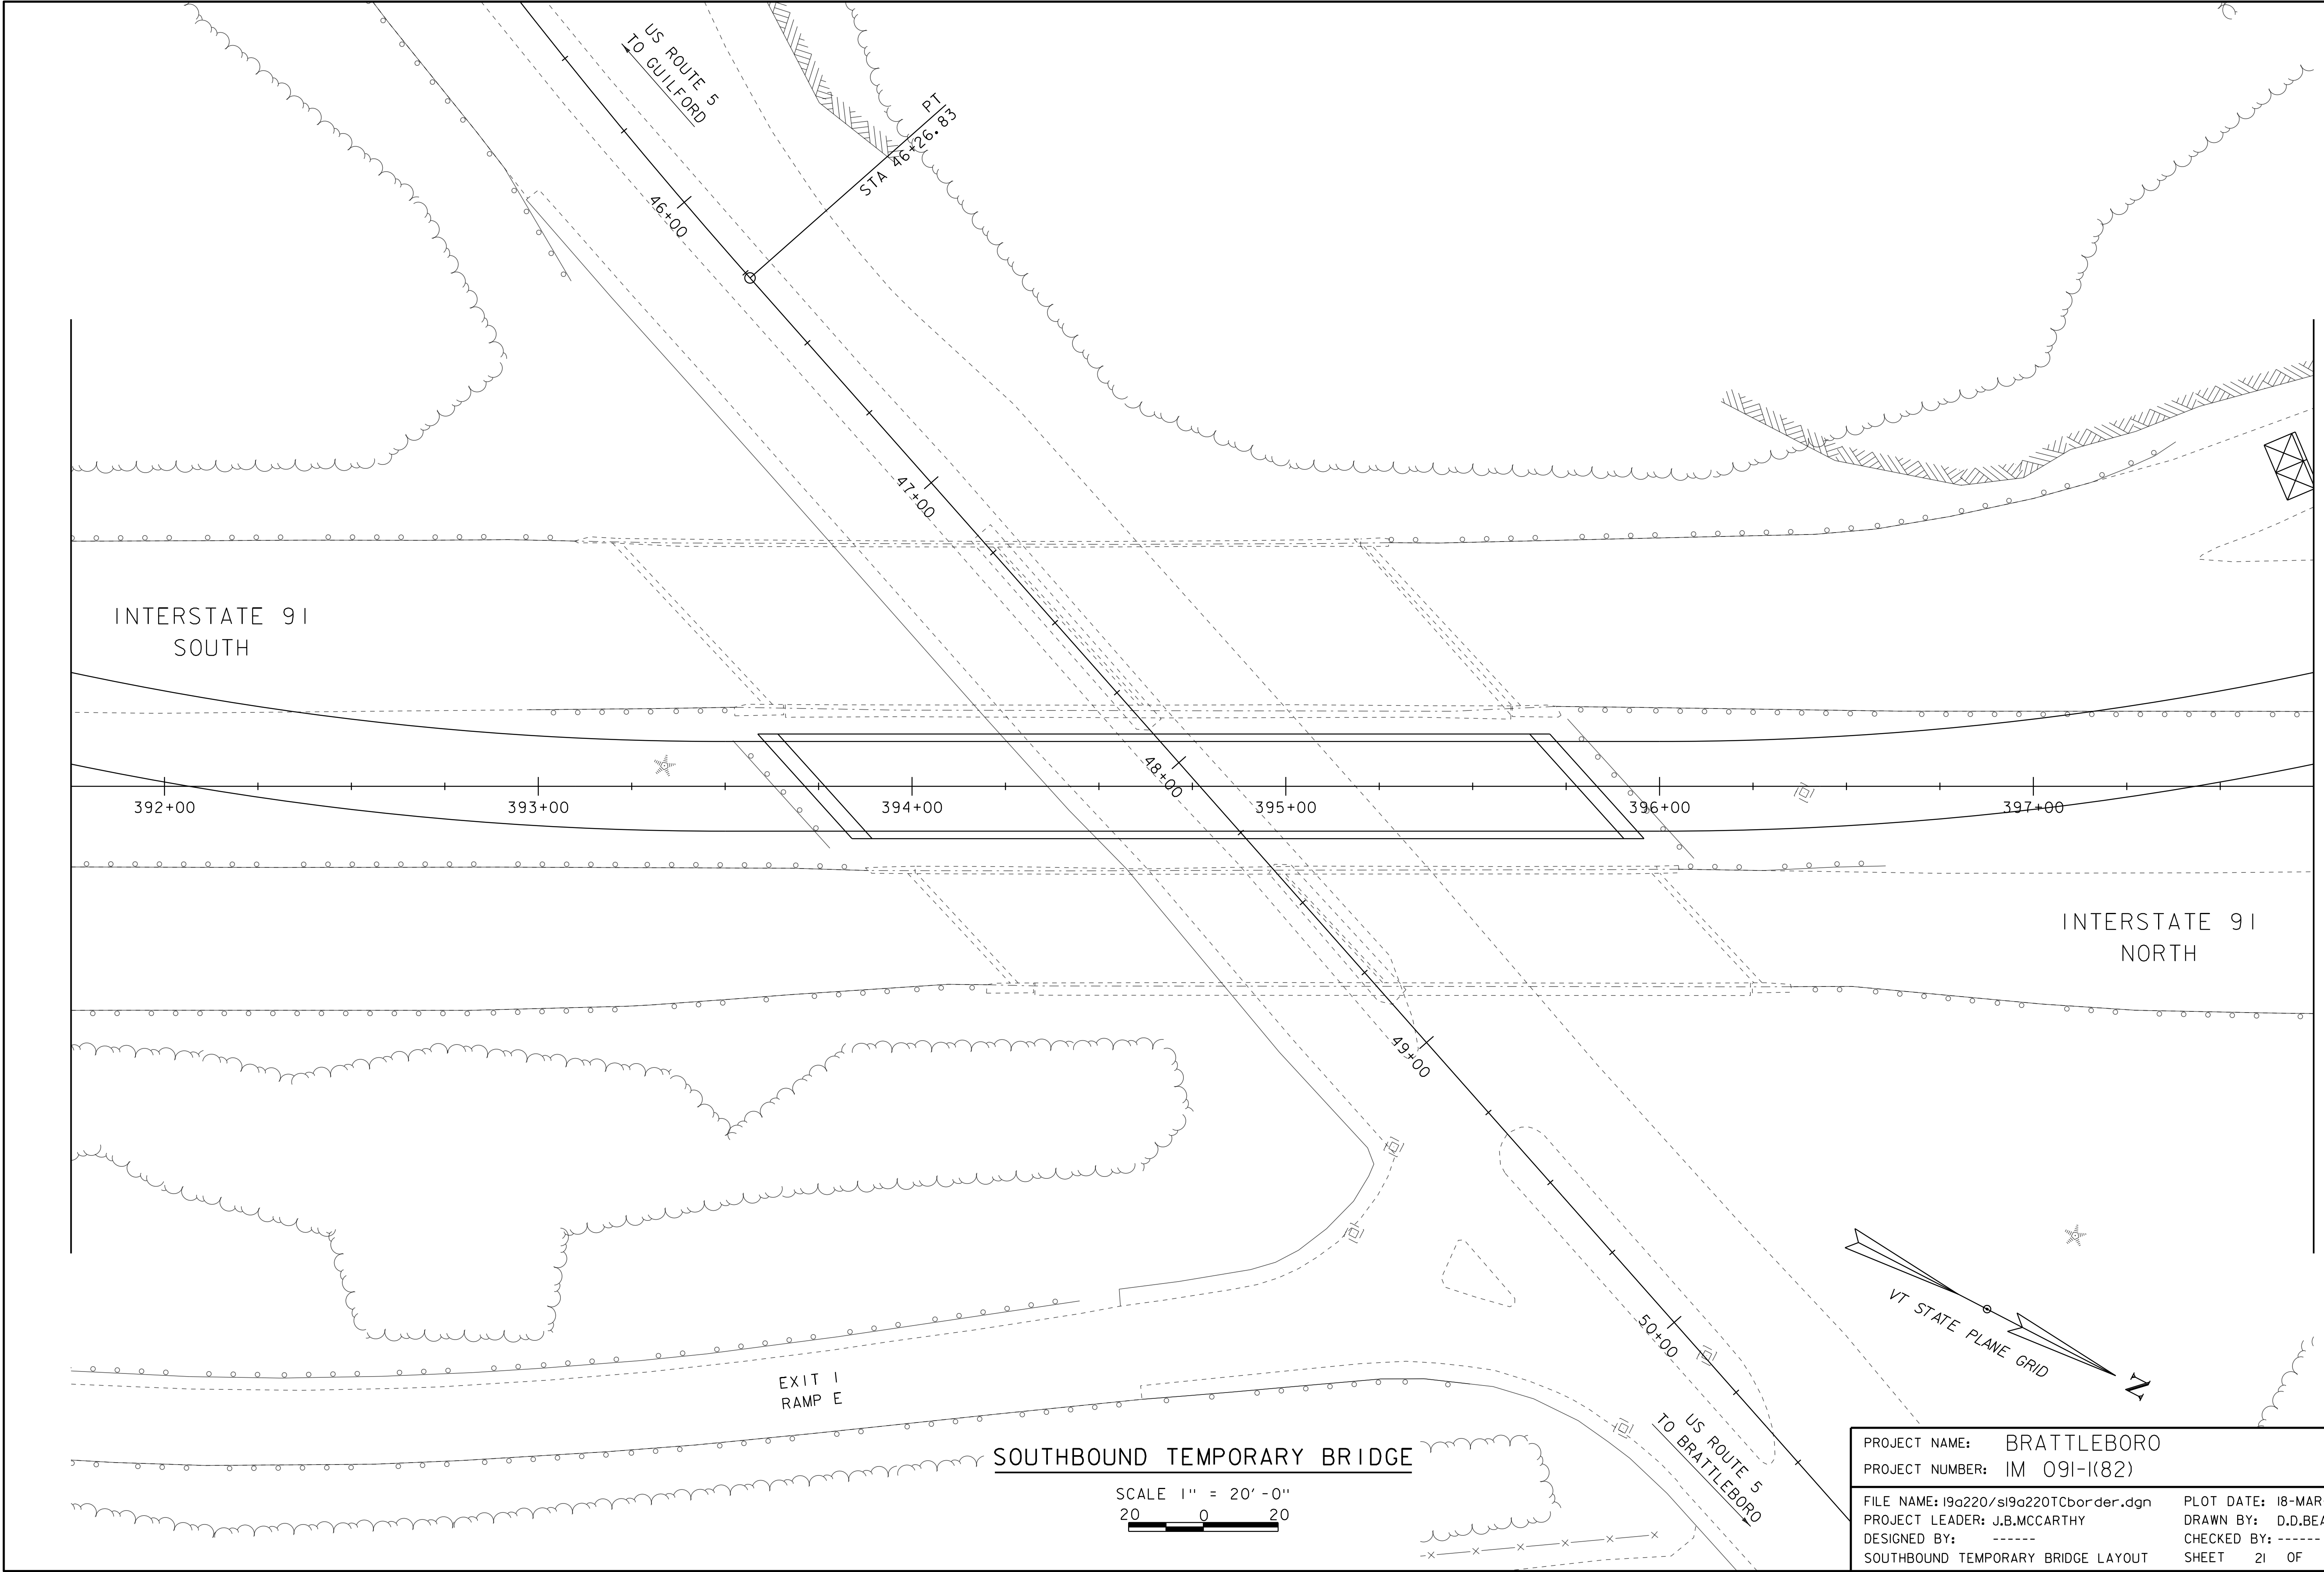 US ROUTE 5
TO GUILFORD
PT
STA 46+26.83
46+00
47+00
INTERSTATE 91
SOUTH
48+00
392+00
393+00
394+00
395+00
396+00
397+00
INTERSTATE 91
NORTH
49+00
50+00
VT STATE PLANE GRID
N
EXIT 1
RAMP E
US ROUTE 5
TO BRATTLEBORO
SOUTHBOUND TEMPORARY BRIDGE
SCALE 1" = 20'-0"
20 0 20
PROJECT NAME: BRATTLEBORO
PROJECT NUMBER: IM 091-1(82)
FILE NAME: 19a220/s19a220TCborder.dgn PLOT DATE: 18-MAR
PROJECT LEADER: J.B.MCCARTHY DRAWN BY: D.D.BEA
DESIGNED BY: ------ CHECKED BY: ------
SOUTHBOUND TEMPORARY BRIDGE LAYOUT SHEET 21 OF